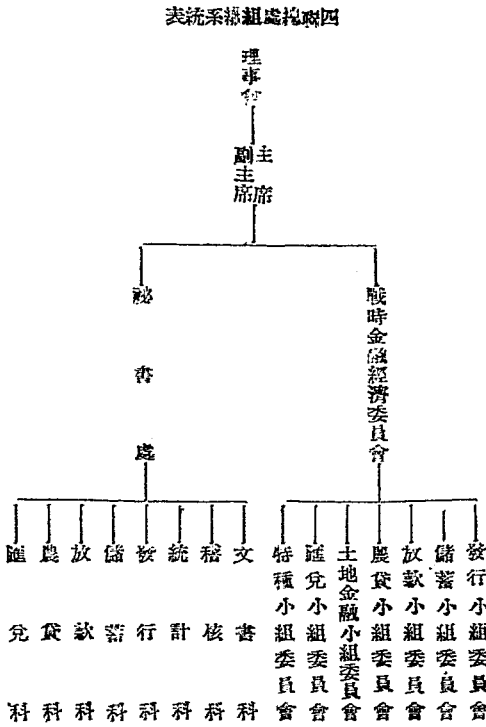 四聯總處組織系統表
理事會
主席
副主席
戰時金融經濟委員會
秘書處
發行小組委員會
儲蓄小組委員會
放款小組委員會
農貸小組委員會
土地金融小組委員會
匯兌小組委員會
特種小組委員會
文書科
稽核科
統計科
發行科
儲蓄科
放款科
農貸科
匯兌科